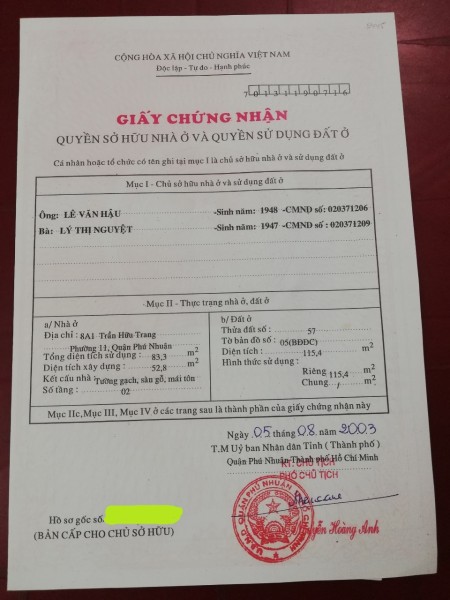 CỘNG HÒA XÃ HỘI CHỦ NGHĨA VIỆT NAM
Độc lập - Tự do - Hạnh phúc
70131190716
GIẤY CHỨNG NHẬN
QUYỀN SỞ HỮU NHÀ Ở VÀ QUYỀN SỬ DỤNG ĐẤT Ở
Cá nhân hoặc tổ chức có tên ghi tại mục I là chủ sở hữu nhà ở và sử dụng đất ở
Mục I - Chủ sở hữu nhà ở và sử dụng đất ở
Ông: LÊ VĂN HẬU -Sinh năm: 1948 -CMND số: 020371206
Bà: LÝ THỊ NGUYỆT -Sinh năm: 1947 -CMND số: 020371209
Mục II - Thực trạng nhà ở, đất ở
a/ Nhà ở
Địa chỉ : 8A1 Trần Hữu Trang
Phường 11, Quận Phú Nhuận
Tổng diện tích sử dụng : 83,3 m2
Diện tích xây dựng : 52,8 m2
Kết cấu nhà : Tường gạch, sàn gỗ, mái tôn
Số tầng : 02
b/ Đất ở
Thửa đất số : 57
Tờ bản đồ số : 05(BĐĐC)
Diện tích : 115,4 m2
Hình thức sử dụng :
Riêng : 115,4 m2
Chung : / m2
Mục IIc, Mục III, Mục IV ở các trang sau là thành phần của giấy chứng nhận này
Ngày 05 tháng 08 năm 2003
T.M Uỷ ban Nhân dân Tỉnh ( Thành phố )
Quận Phú Nhuận Thành phố Hồ Chí Minh
KT. CHỦ TỊCH
PHÓ CHỦ TỊCH
Nguyễn Hoàng Anh
Hồ sơ gốc số:
(BẢN CẤP CHO CHỦ SỞ HỮU)